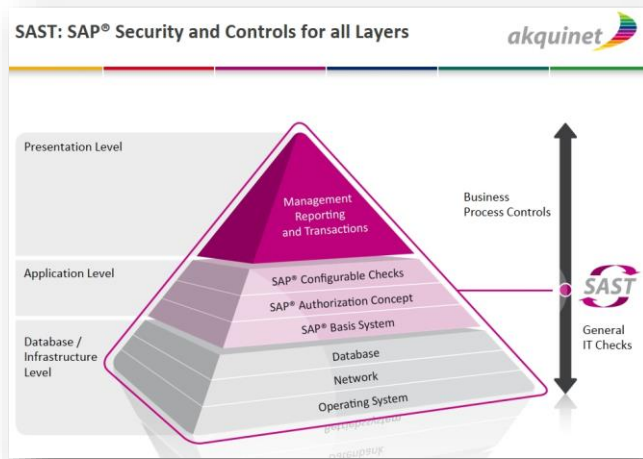 SAST: SAP® Security and Controls for all Layers
akquinet
Presentation Level
Management
Reporting
and Transactions
Business
Process Controls
Application Level
SAP® Configurable Checks
SAP® Authorization Concept
SAP® Basis System
SAST
General
IT Checks
Database /
Infrastructure
Level
Database
Network
Operating System